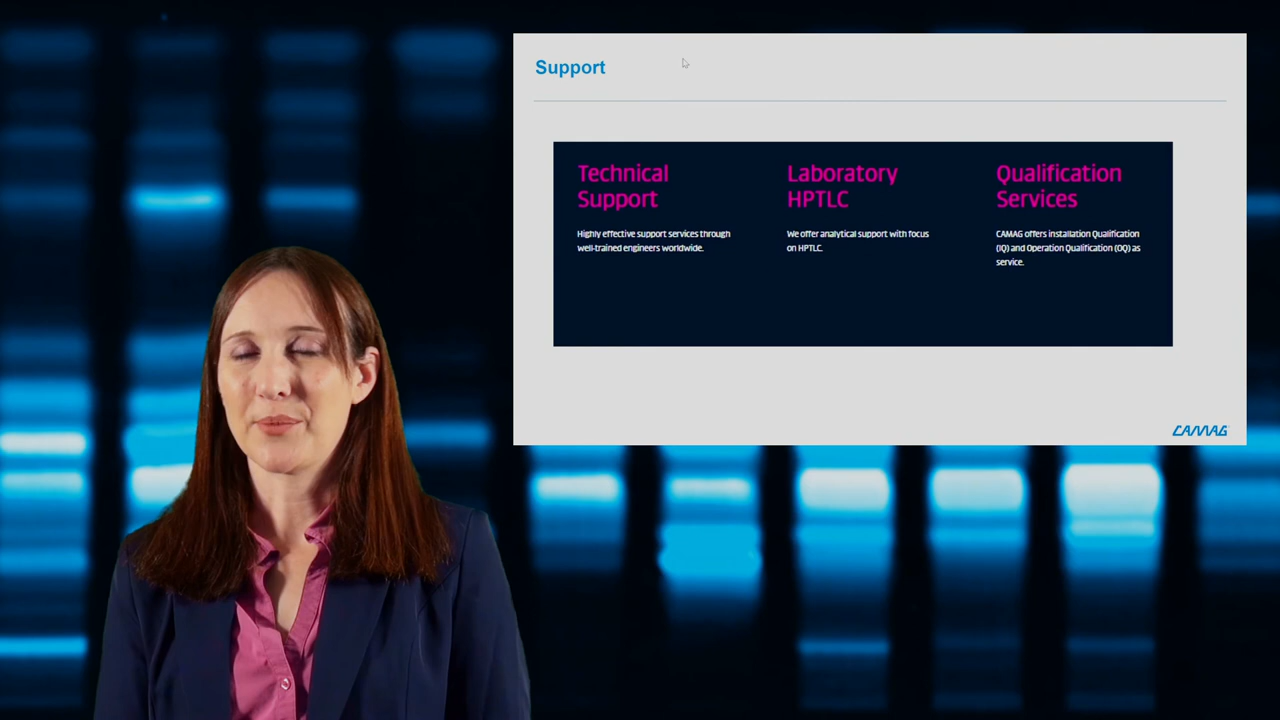 Support
Technical
Support
Highly effective support services through
well-trained engineers worldwide.
Laboratory
HPTLC
We offer analytical support with focus
on HPTLC.
Qualification
Services
CAMAG offers installation Qualification
(IQ) and Operation Qualification (OQ) as
service.
CAMAG